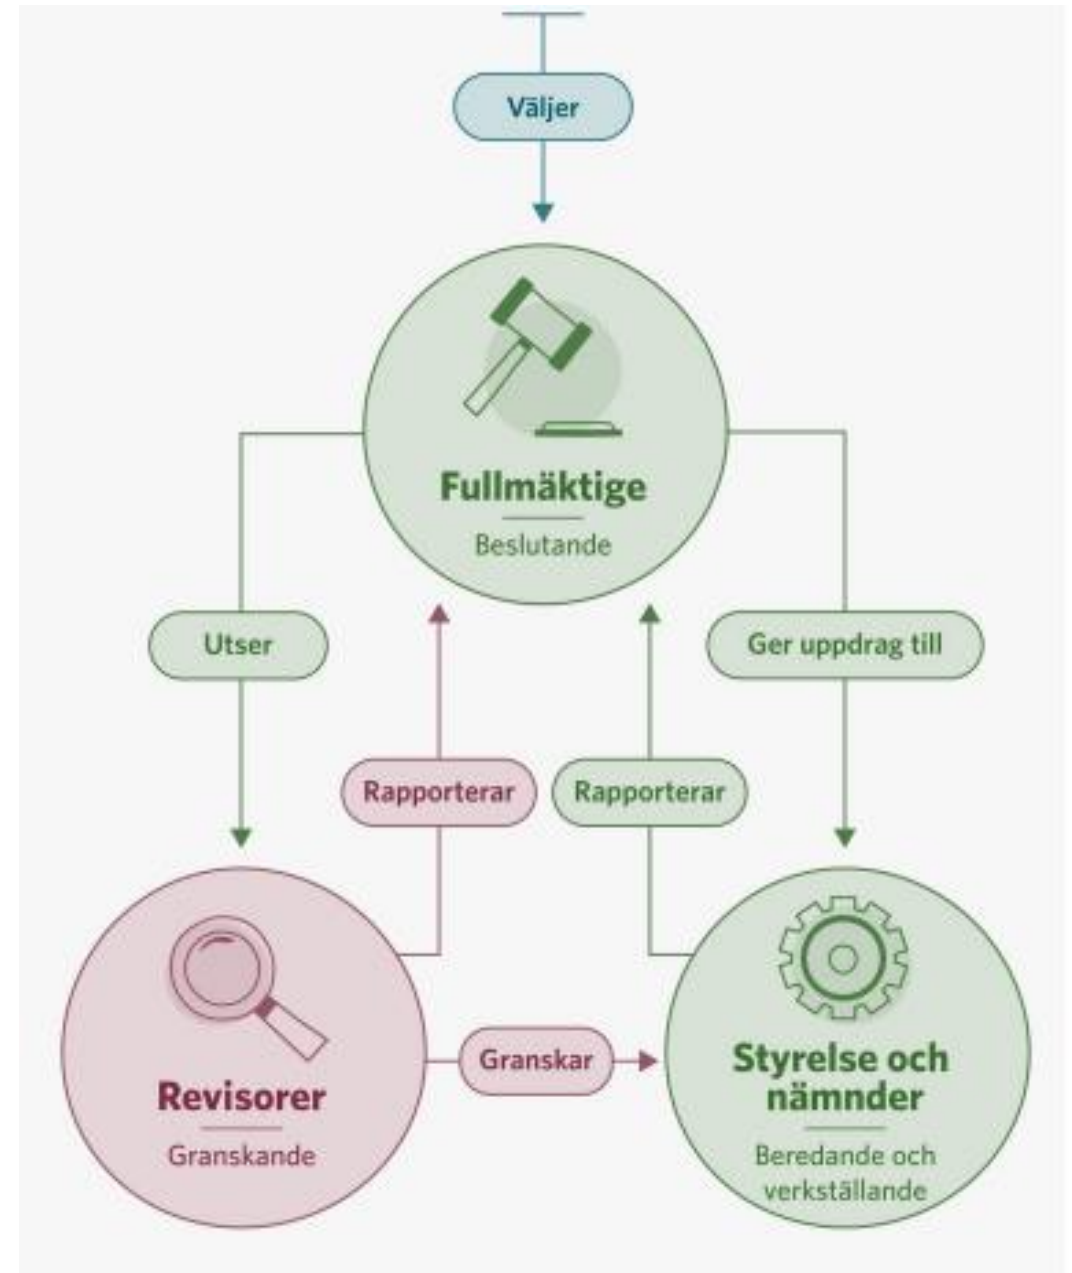 Väljer
Fullmäktige
Beslutande
Utser
Ger uppdrag till
Rapporterar
Rapporterar
Revisorer
Granskande
Granskar
Styrelse och
nämnder
Beredande och
verkställande